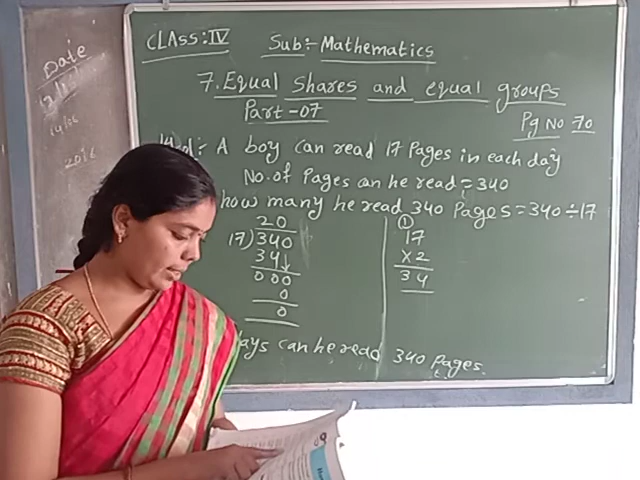 CLASS:IV Sub:- Mathematics
Date
7. Equal Shares and equal groups
Part-07
Pg No 70
A boy can read 17 Pages in each day
No. of Pages can he read = 340
how many he read 340 Pages = 340 ÷ 17
20
17)340
34↓
000
0
0
①
17
X2
34
can he read 340 Pages.